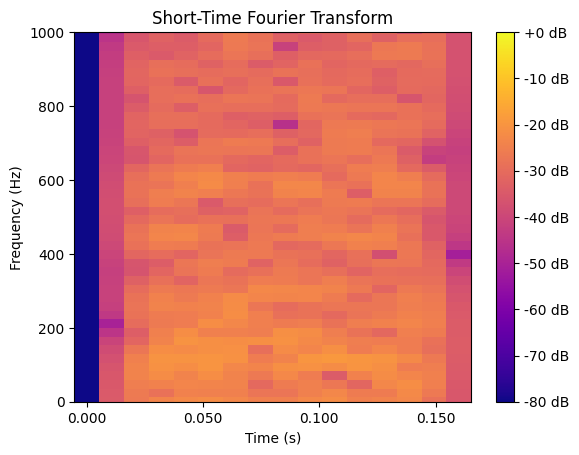 Short-Time Fourier Transform
1000
800
600
400
200
0
Frequency (Hz)
0.000
0.050
0.100
0.150
Time (s)
+0 dB
-10 dB
-20 dB
-30 dB
-40 dB
-50 dB
-60 dB
-70 dB
-80 dB